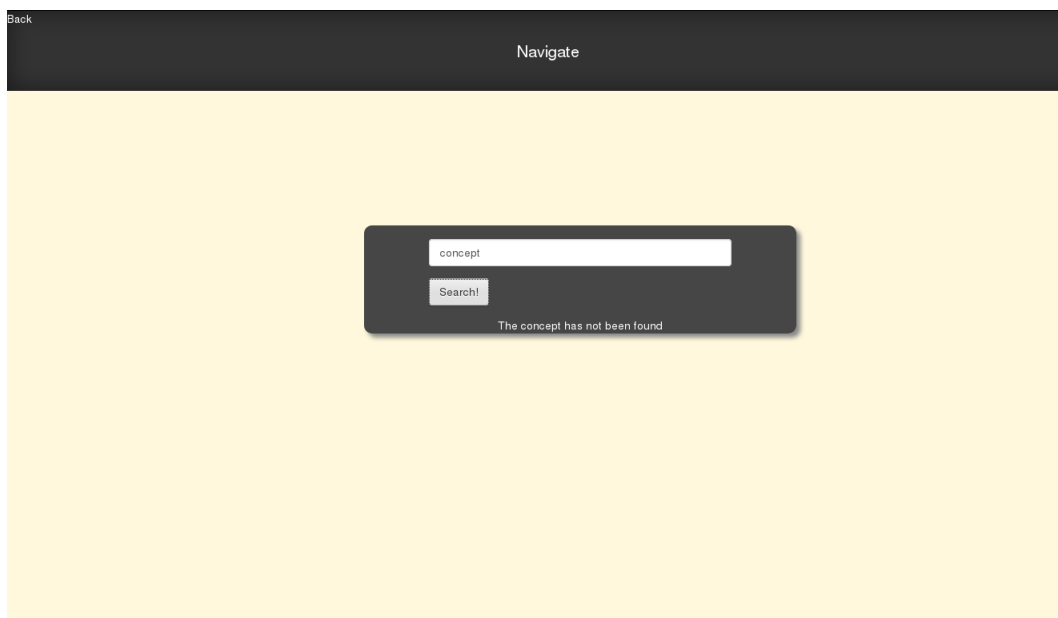 Back
Navigate
concept
Search!
The concept has not been found